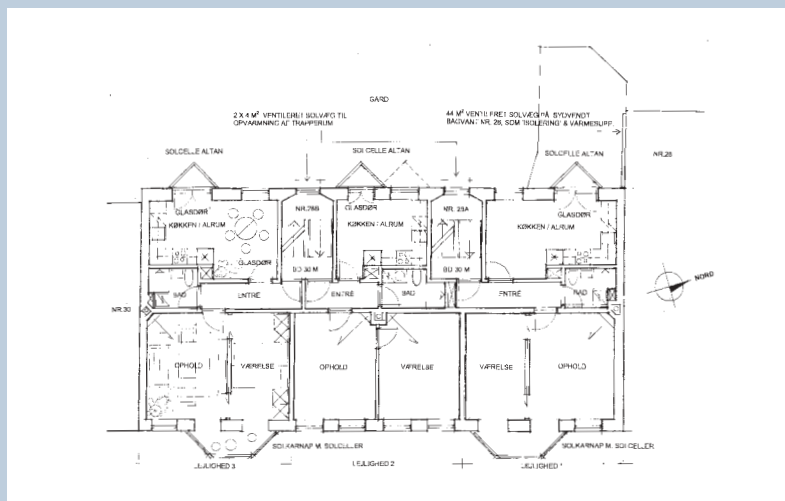 GÅRD
2 X 4 M² VENTILERET SOLVÆG TIL
OPVARMNING AF TRAPPERUM
44 M² VENTILERET SOLVÆG PÅ SYDVENDT
BAGVANT NR. 28, SOM 'ISOLERING' & VARMESUPP.
SOLCELLE ALTAN
SOLCELLE ALTAN
SOLCELLE ALTAN
NR.28
GLASDØR
KØKKEN / ALRUM
GLASDØR
NR.28B
BD 30 M
GLASDØR
KØKKEN / ALRUM
NR. 28A
BD 30 M
GLASDØR
KØKKEN / ALRUM
NORD
BAD
ENTRÉ
ENTRÉ
BAD
ENTRÉ
BAD
NR.30
OPHOLD
VÆRELSE
OPHOLD
VÆRELSE
VÆRELSE
OPHOLD
SOLKARNAP M. SOLCELLER
SOLKARNAP M. SOLCELLER
LEJLIGHED 3
LEJLIGHED 2
LEJLIGHED 1